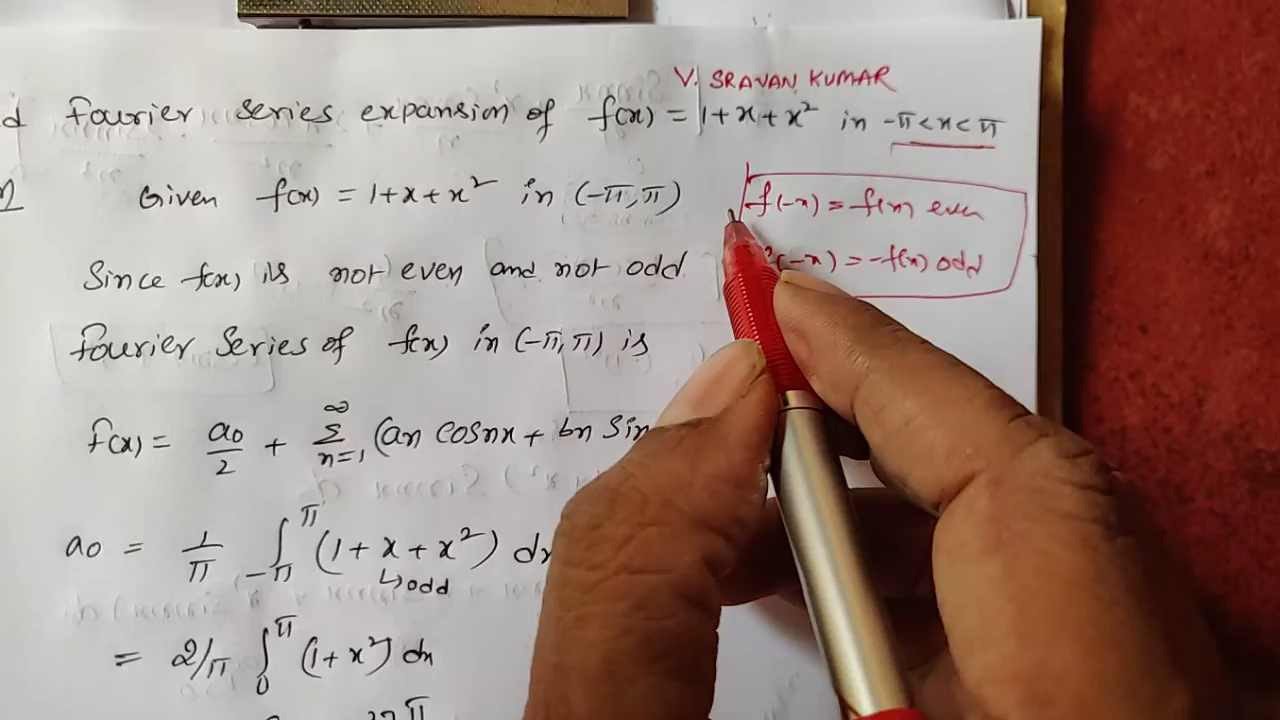 V. SRAVAN KUMAR
d Fourier series expansion of f(x) = 1+x+x² in -π<x<π
Given f(x) = 1+x+x² in (-π,π)
f(-x) = f(x) even
Since f(x) is not even and not odd
(-x) = -f(x) odd
Fourier Series of f(x) in (-π,π) is
f(x) = a0/2 + ∞ Σ n=1 (an cosnx + bn Sin
a0 = 1/π ∫ π -π (1+x+x²) dx
↳odd
= 2/π ∫ π 0 (1+x²) dx